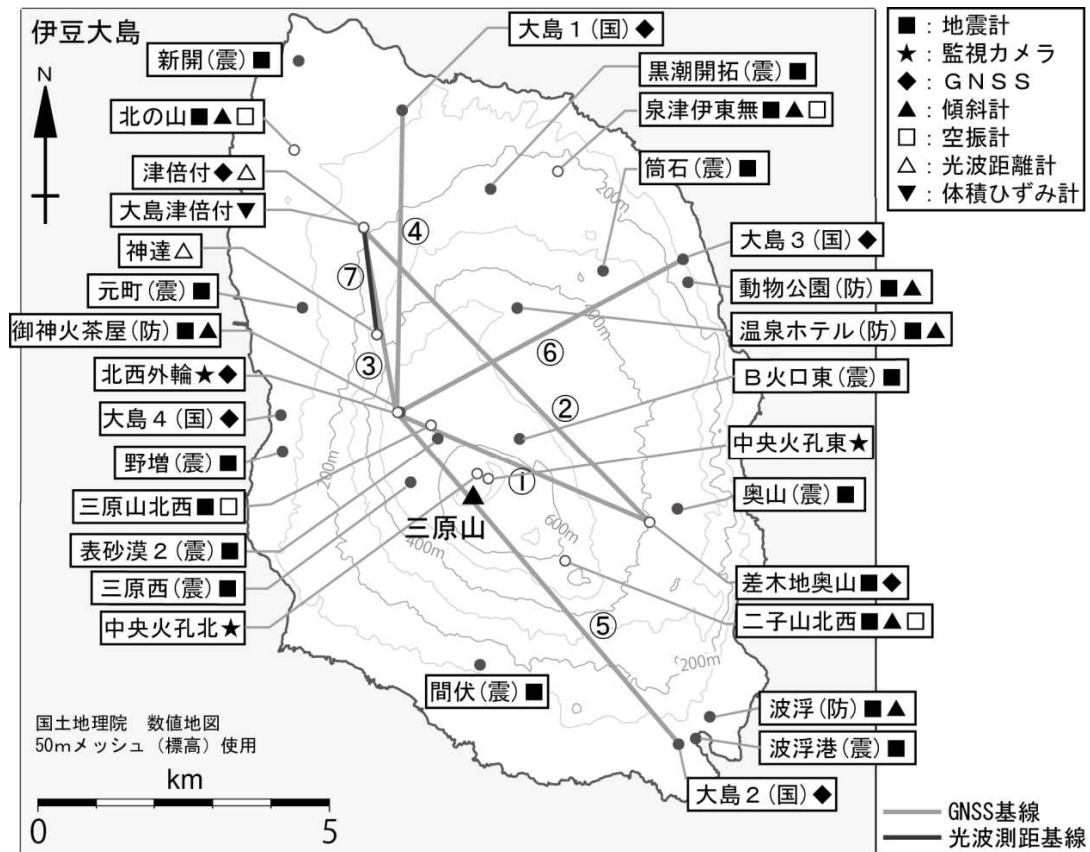 伊豆大島
N
大島1(国)◆
新開(震)■
北の山■▲□
津倍付◆△
大島津倍付▼
神達△
元町(震)■
御神火茶屋(防)■▲
北西外輪★◆
大島4(国)◆
野増(震)■
三原山北西■□
表砂漠2(震)■
三原西(震)■
中央火孔北★
黒潮開拓(震)■
泉津伊東無■▲□
筒石(震)■
大島3(国)◆
動物公園(防)■▲
温泉ホテル(防)■▲
B火口東(震)■
中央火孔東★
奥山(震)■
差木地奥山■◆
二子山北西■▲□
波浮(防)■▲
波浮港(震)■
大島2(国)◆
間伏(震)■
三原山
④
⑦
③
⑥
②
①
⑤
200m
400m
200m
600m
400m
200m
■:地震計
★:監視カメラ
◆:GNSS
▲:傾斜計
□:空振計
△:光波距離計
▼:体積ひずみ計
国土地理院 数値地図
50mメッシュ(標高)使用
km
0 5
GNSS基線
光波測距基線